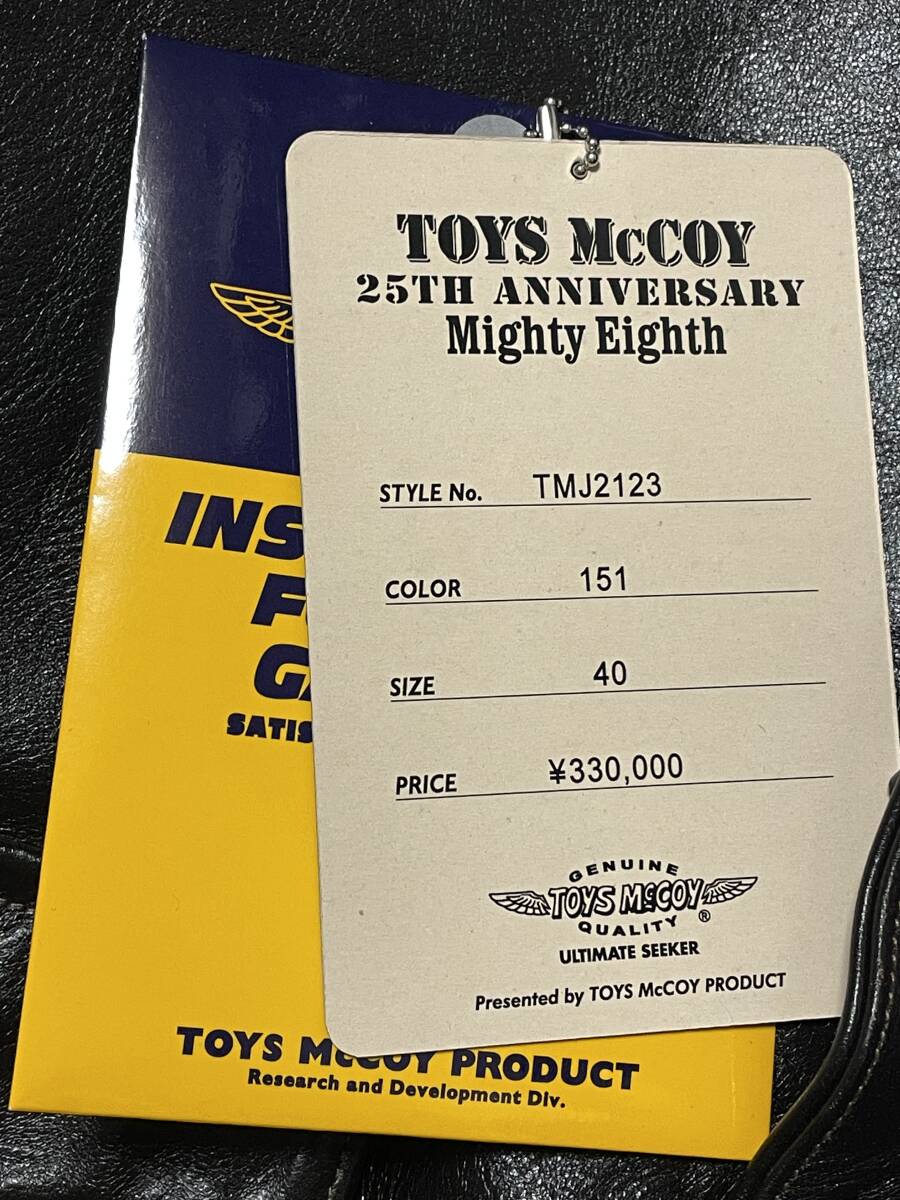 TOYS McCOY
25TH ANNIVERSARY
Mighty Eighth
STYLE No. TMJ2123
COLOR 151
SIZE 40
PRICE ¥330,000
GENUINE
TOYS McCOY
QUALITY ®
ULTIMATE SEEKER
Presented by TOYS McCOY PRODUCT
TOYS McCOY PRODUCT
Research and Development Div.